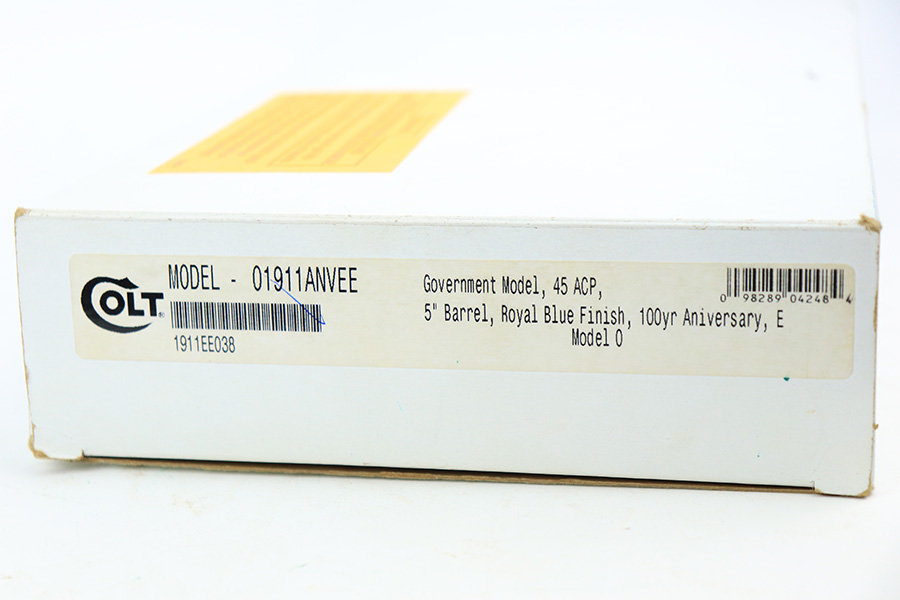 COLT®
MODEL - 01911ANVEE
1911EE038
Government Model, 45 ACP,
5" Barrel, Royal Blue Finish, 100yr Aniversary, E
Model O
0 98289 04248 4